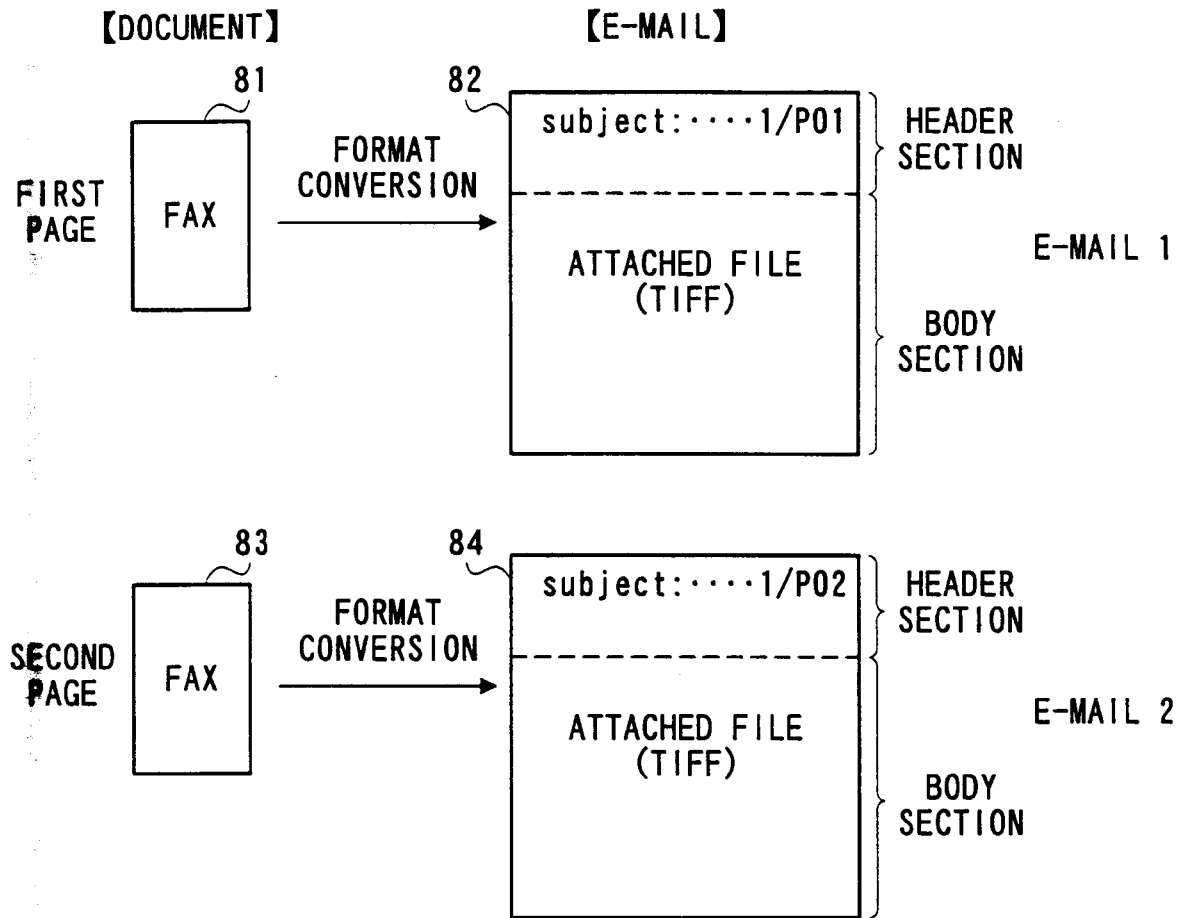 【DOCUMENT】
【E-MAIL】
81
82
FIRST
PAGE
FAX
FORMAT
CONVERSION
subject:····1/P01
HEADER
SECTION
ATTACHED FILE
(TIFF)
BODY
SECTION
E-MAIL 1
83
84
SECOND
PAGE
FAX
FORMAT
CONVERSION
subject:····1/P02
HEADER
SECTION
ATTACHED FILE
(TIFF)
BODY
SECTION
E-MAIL 2